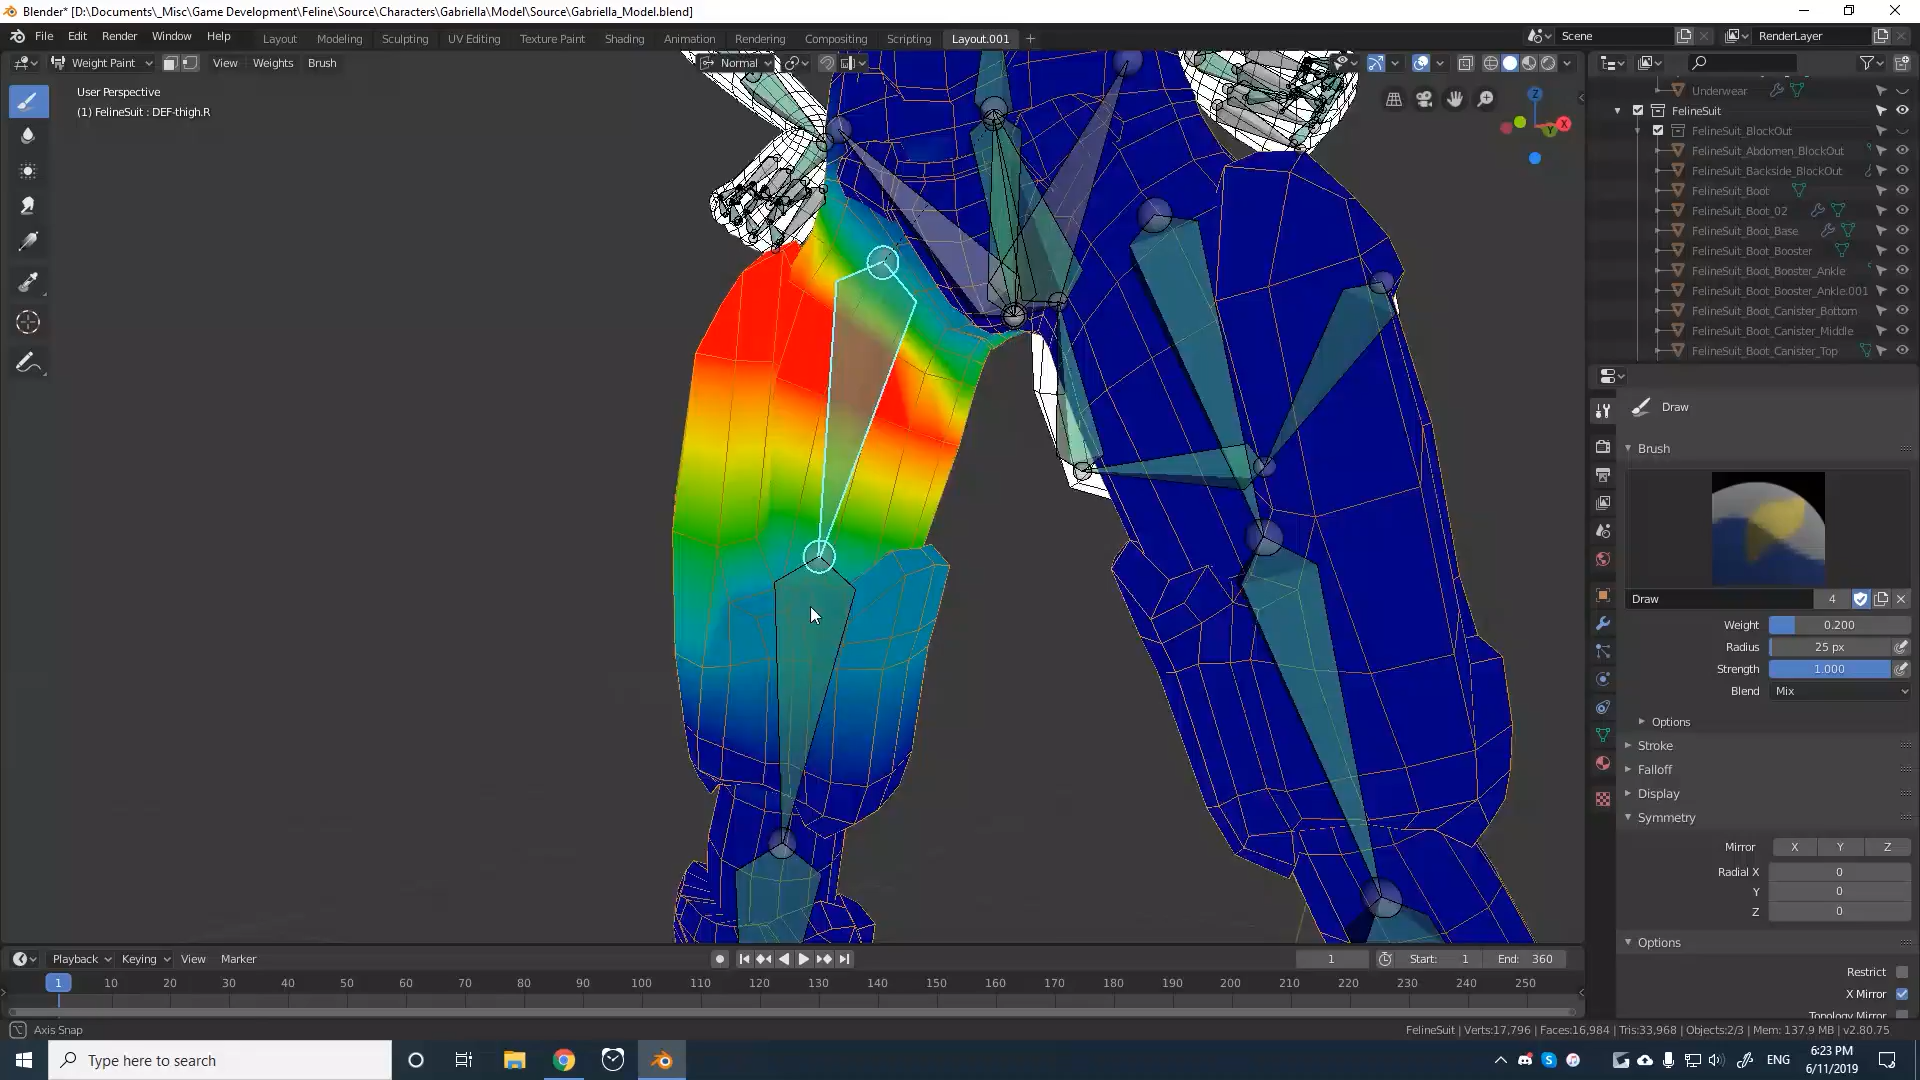 Blender* [D:\Documents\_Misc\Game Development\Feline\Source\Characters\Gabriella\Model\Source\Gabriella_Model.blend]
File Edit Render Window Help Layout Modeling Sculpting UV Editing Texture Paint Shading Animation Rendering Compositing Scripting Layout.001 + Scene RenderLayer
Weight Paint View Weights Brush Normal
User Perspective
(1) FelineSuit : DEF-thigh.R
Z
X
Y
Underwear
FelineSuit
FelineSuit_BlockOut
FelineSuit_Abdomen_BlockOut
FelineSuit_Backside_BlockOut
FelineSuit_Boot
FelineSuit_Boot_02
FelineSuit_Boot_Base
FelineSuit_Boot_Booster
FelineSuit_Boot_Booster_Ankle
FelineSuit_Boot_Booster_Ankle.001
FelineSuit_Boot_Canister_Bottom
FelineSuit_Boot_Canister_Middle
FelineSuit_Boot_Canister_Top
Draw
Brush
Draw 4
Weight 0.200
Radius 25 px
Strength 1.000
Blend Mix
Options
Stroke
Falloff
Display
Symmetry
Mirror X Y Z
Radial X 0
Y 0
Z 0
Options
Restrict
X Mirror
Topology Mirror
Playback Keying View Marker 1 Start: 1 End: 360
1 10 20 30 40 50 60 70 80 90 100 110 120 130 140 150 160 170 180 190 200 210 220 230 240 250
Axis Snap FelineSuit | Verts:17,796 | Faces:16,984 | Tris:33,968 | Objects:2/3 | Mem: 137.9 MB | v2.80.75
Type here to search ENG 6:23 PM
6/11/2019